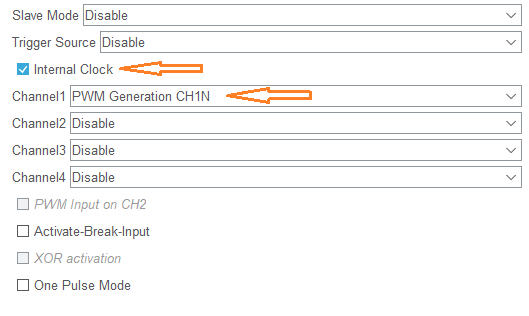 Slave Mode Disable
Trigger Source Disable
Internal Clock
Channel1 PWM Generation CH1N
Channel2 Disable
Channel3 Disable
Channel4 Disable
PWM Input on CH2
Activate-Break-Input
XOR activation
One Pulse Mode